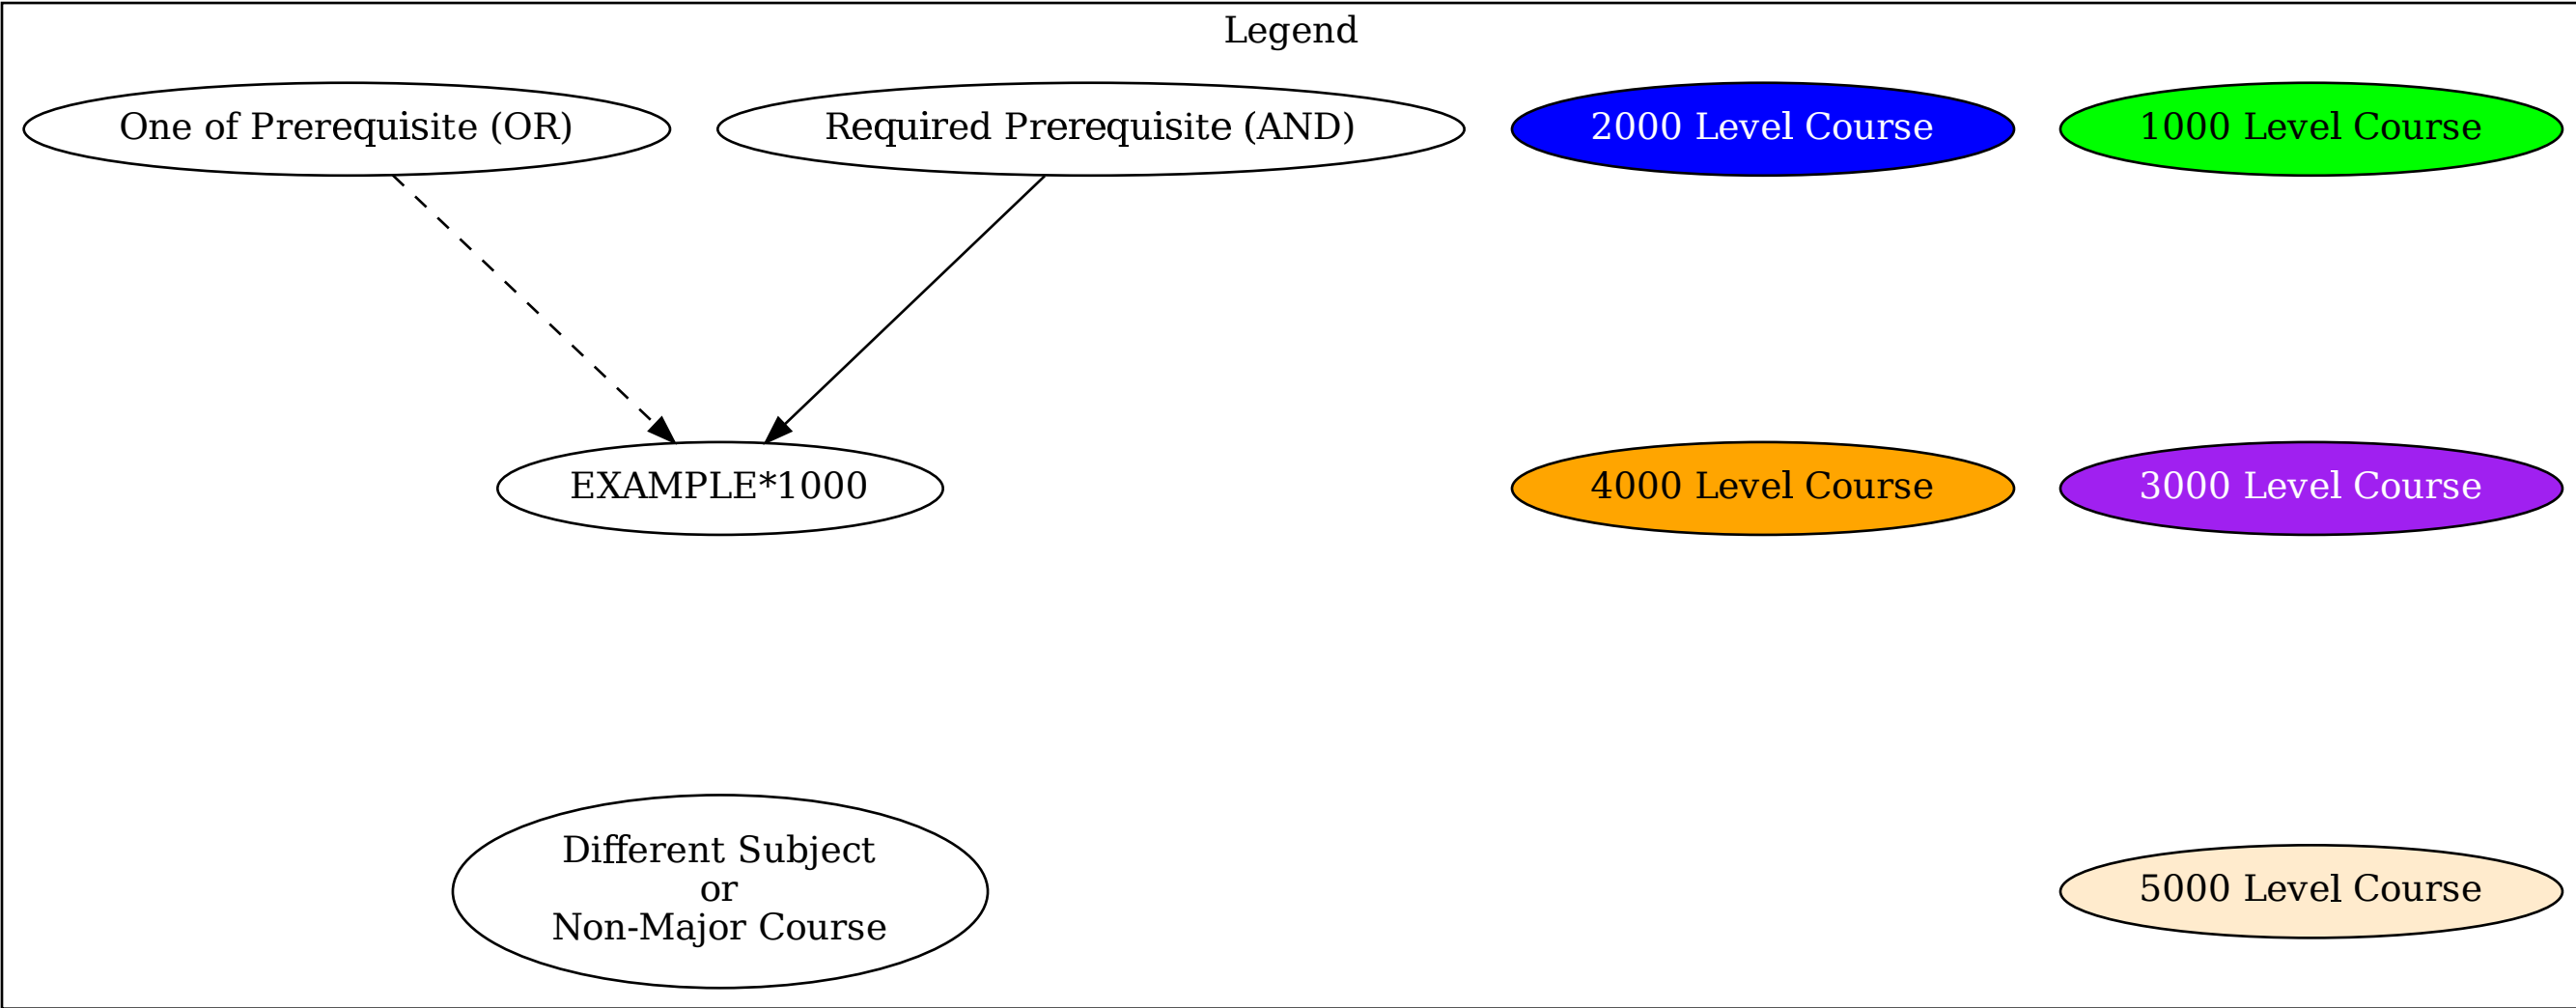 Legend
One of Prerequisite (OR)
Required Prerequisite (AND)
2000 Level Course
1000 Level Course
EXAMPLE*1000
4000 Level Course
3000 Level Course
Different Subject
or
Non-Major Course
5000 Level Course